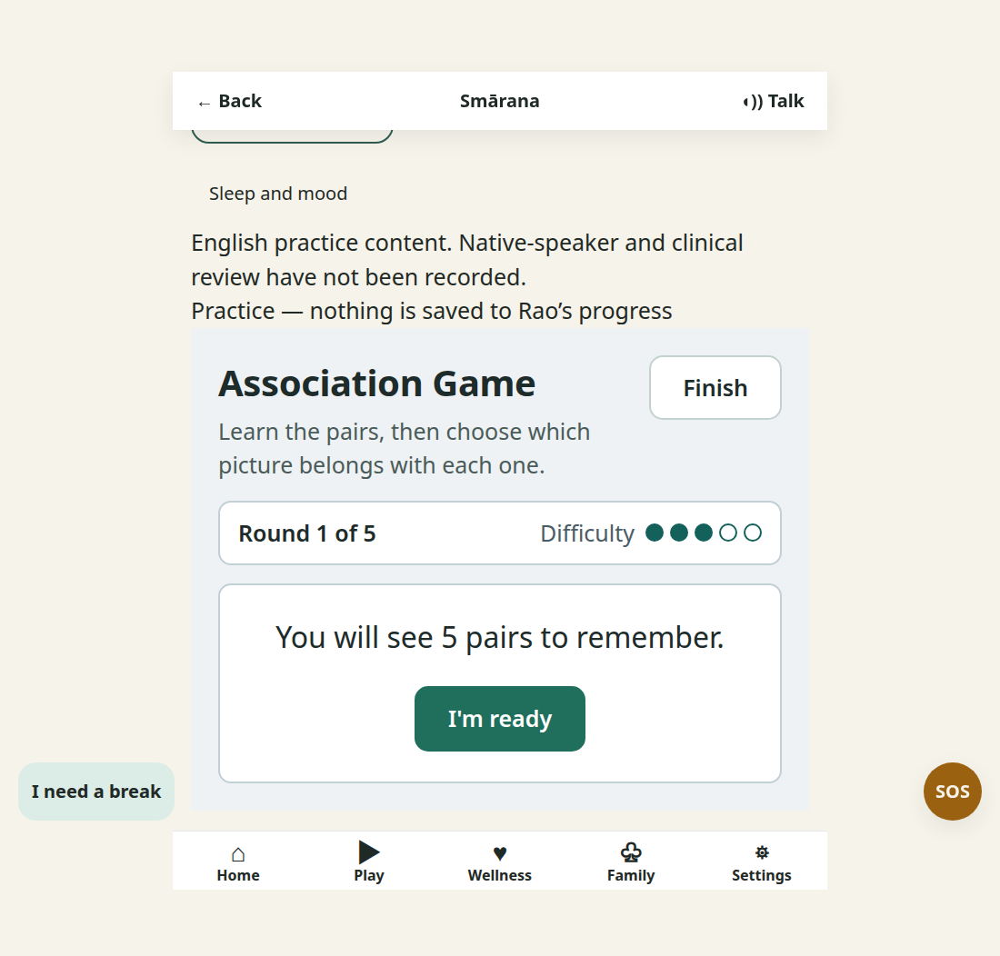 ← Back
Smārana
Talk
Sleep and mood
English practice content. Native-speaker and clinical
review have not been recorded.
Practice — nothing is saved to Rao’s progress
Association Game
Finish
Learn the pairs, then choose which
picture belongs with each one.
Round 1 of 5
Difficulty
You will see 5 pairs to remember.
I'm ready
I need a break
SOS
Home
Play
Wellness
Family
Settings